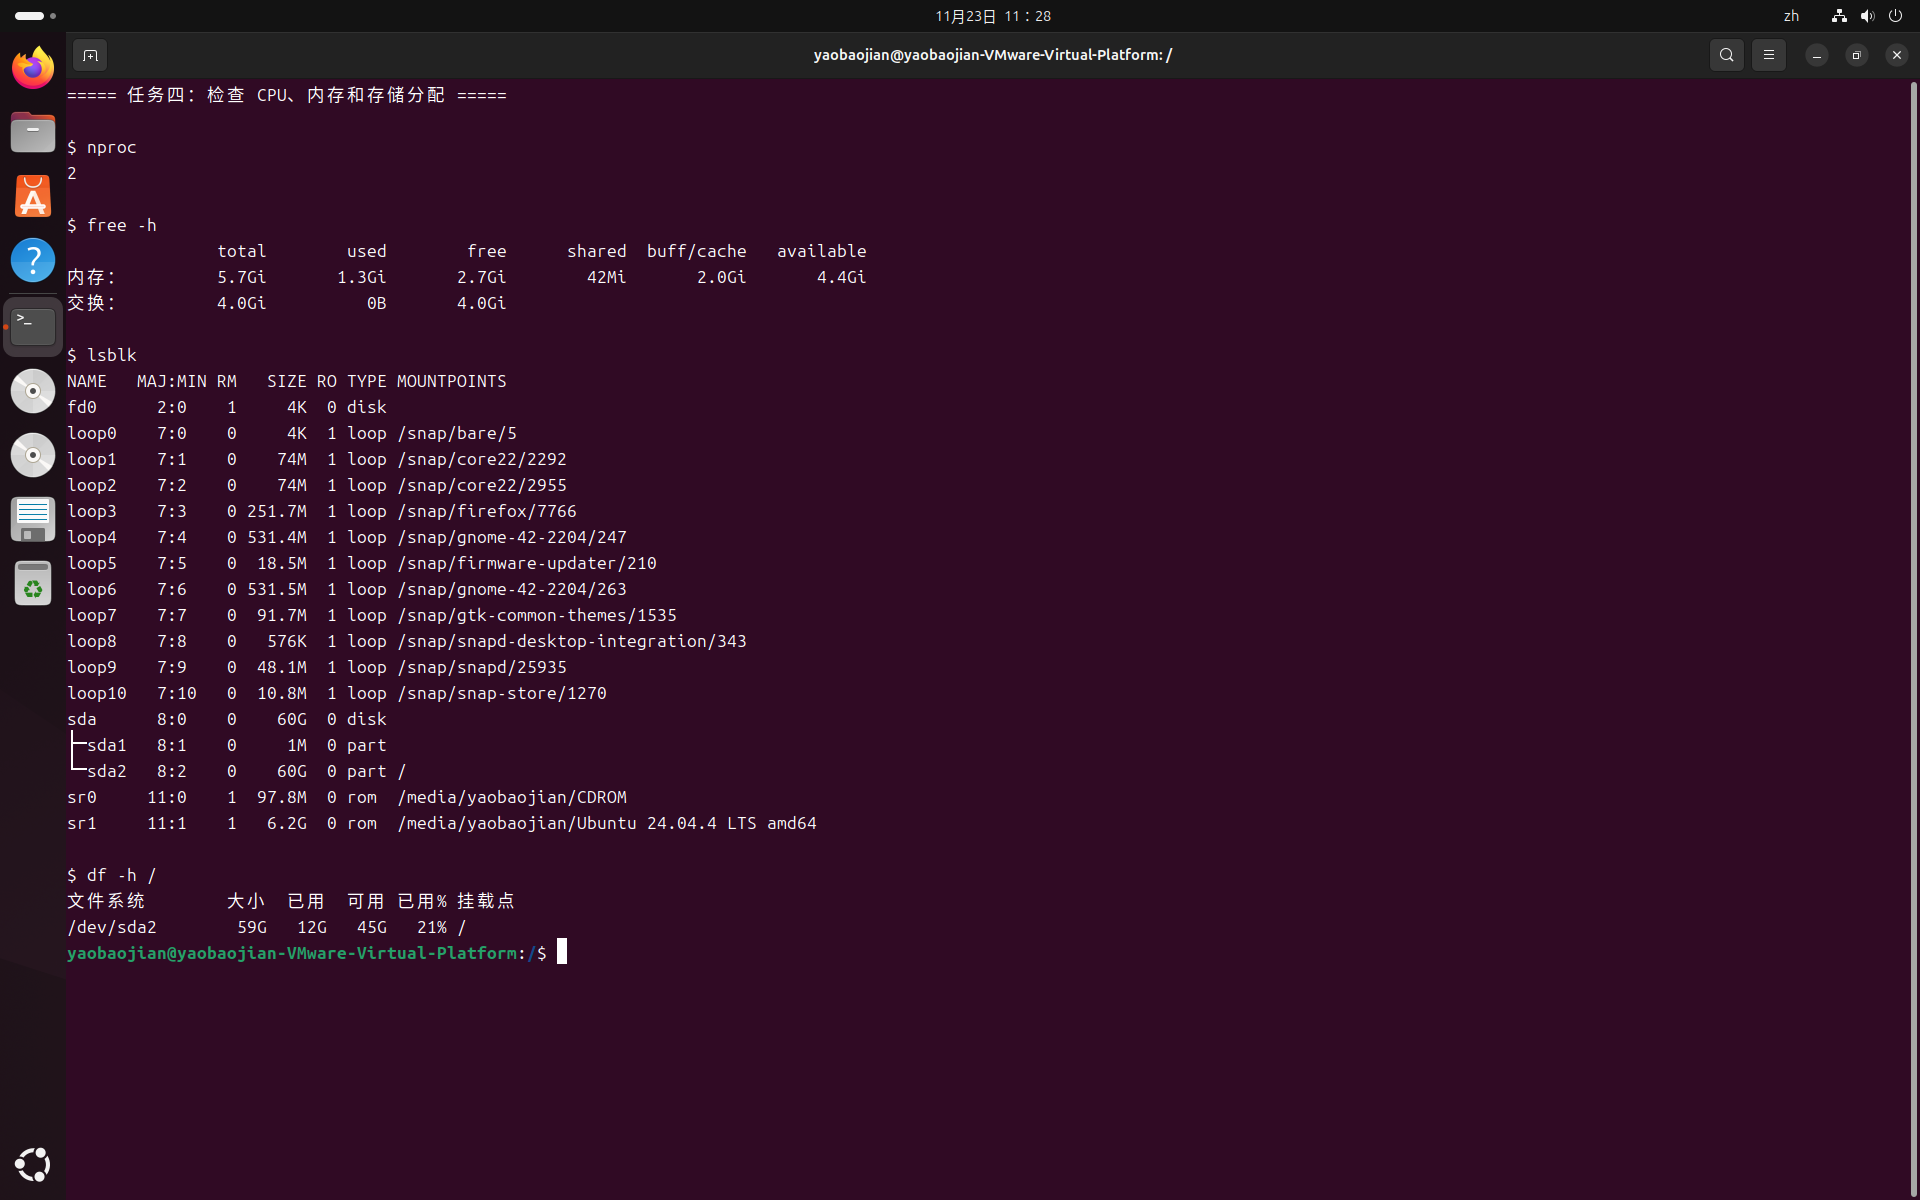 11月23日 11：28
zh
yaobaojian@yaobaojian-VMware-Virtual-Platform: /
===== 任务四：检查 CPU、内存和存储分配 =====
$ nproc
2
$ free -h
total used free shared buff/cache available
内存： 5.7Gi 1.3Gi 2.7Gi 42Mi 2.0Gi 4.4Gi
交换： 4.0Gi 0B 4.0Gi
$ lsblk
NAME MAJ:MIN RM SIZE RO TYPE MOUNTPOINTS
fd0 2:0 1 4K 0 disk
loop0 7:0 0 4K 1 loop /snap/bare/5
loop1 7:1 0 74M 1 loop /snap/core22/2292
loop2 7:2 0 74M 1 loop /snap/core22/2955
loop3 7:3 0 251.7M 1 loop /snap/firefox/7766
loop4 7:4 0 531.4M 1 loop /snap/gnome-42-2204/247
loop5 7:5 0 18.5M 1 loop /snap/firmware-updater/210
loop6 7:6 0 531.5M 1 loop /snap/gnome-42-2204/263
loop7 7:7 0 91.7M 1 loop /snap/gtk-common-themes/1535
loop8 7:8 0 576K 1 loop /snap/snapd-desktop-integration/343
loop9 7:9 0 48.1M 1 loop /snap/snapd/25935
loop10 7:10 0 10.8M 1 loop /snap/snap-store/1270
sda 8:0 0 60G 0 disk
├─sda1 8:1 0 1M 0 part
└─sda2 8:2 0 60G 0 part /
sr0 11:0 1 97.8M 0 rom /media/yaobaojian/CDROM
sr1 11:1 1 6.2G 0 rom /media/yaobaojian/Ubuntu 24.04.4 LTS amd64
$ df -h /
文件系统 大小 已用 可用 已用% 挂载点
/dev/sda2 59G 12G 45G 21% /
yaobaojian@yaobaojian-VMware-Virtual-Platform:/$